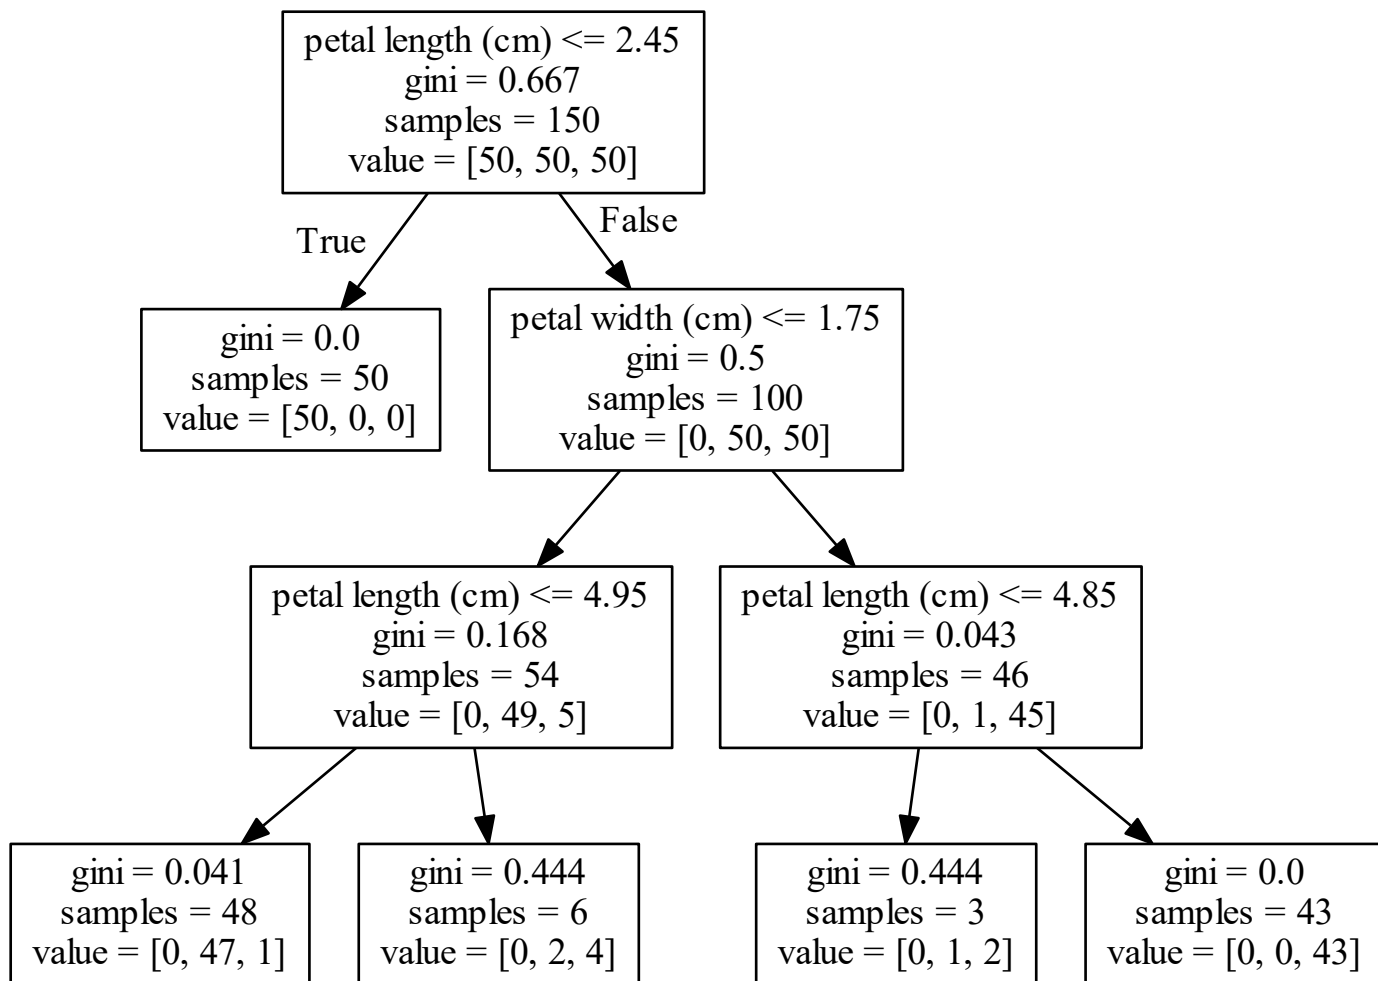 petal length (cm) <= 2.45
gini = 0.667
samples = 150
value = [50, 50, 50]
True
False
gini = 0.0
samples = 50
value = [50, 0, 0]
petal width (cm) <= 1.75
gini = 0.5
samples = 100
value = [0, 50, 50]
petal length (cm) <= 4.95
gini = 0.168
samples = 54
value = [0, 49, 5]
petal length (cm) <= 4.85
gini = 0.043
samples = 46
value = [0, 1, 45]
gini = 0.041
samples = 48
value = [0, 47, 1]
gini = 0.444
samples = 6
value = [0, 2, 4]
gini = 0.444
samples = 3
value = [0, 1, 2]
gini = 0.0
samples = 43
value = [0, 0, 43]